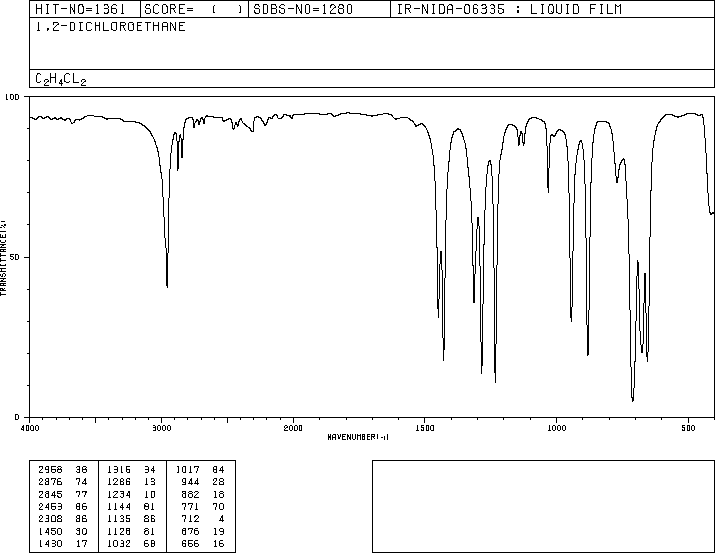 HIT-NO=1361 SCORE= ( ) SDBS-NO=1280 IR-NIDA-06335 : LIQUID FILM
1,2-DICHLOROETHANE
C2H4CL2
100
50
0
TRANSMITTANCE(%)
4000 3000 2000 1500 1000 500
WAVENUMBER(-1)
2958 38 1316 34 1017 84
2876 74 1286 13 944 28
2845 77 1234 10 882 18
2453 86 1144 81 771 70
2308 86 1135 86 712 4
1450 30 1128 81 676 19
1430 17 1032 68 656 16